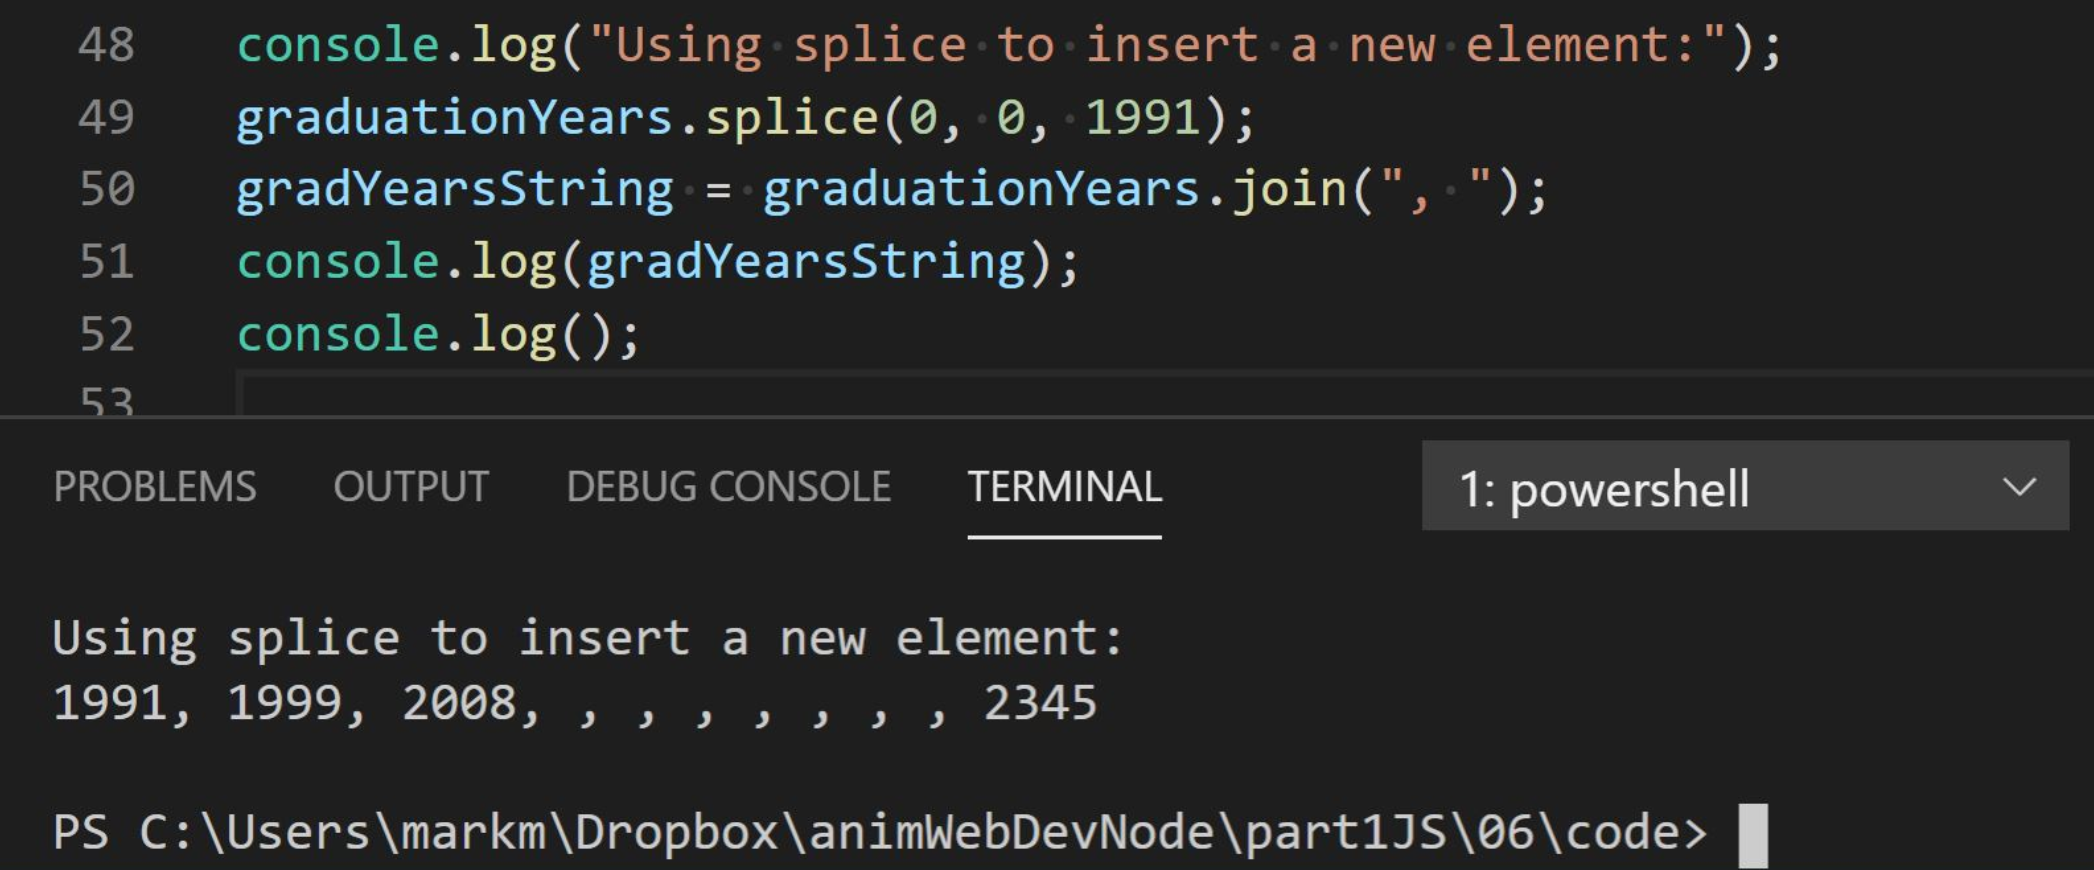 48 console.log("Using splice to insert a new element:");
49 graduationYears.splice(0, 0, 1991);
50 gradYearsString = graduationYears.join(", ");
51 console.log(gradYearsString);
52 console.log();
53
PROBLEMS OUTPUT DEBUG CONSOLE TERMINAL 1: powershell
Using splice to insert a new element:
1991, 1999, 2008, , , , , , , , 2345
PS C:\Users\markm\Dropbox\animWebDevNode\part1JS\06\code>